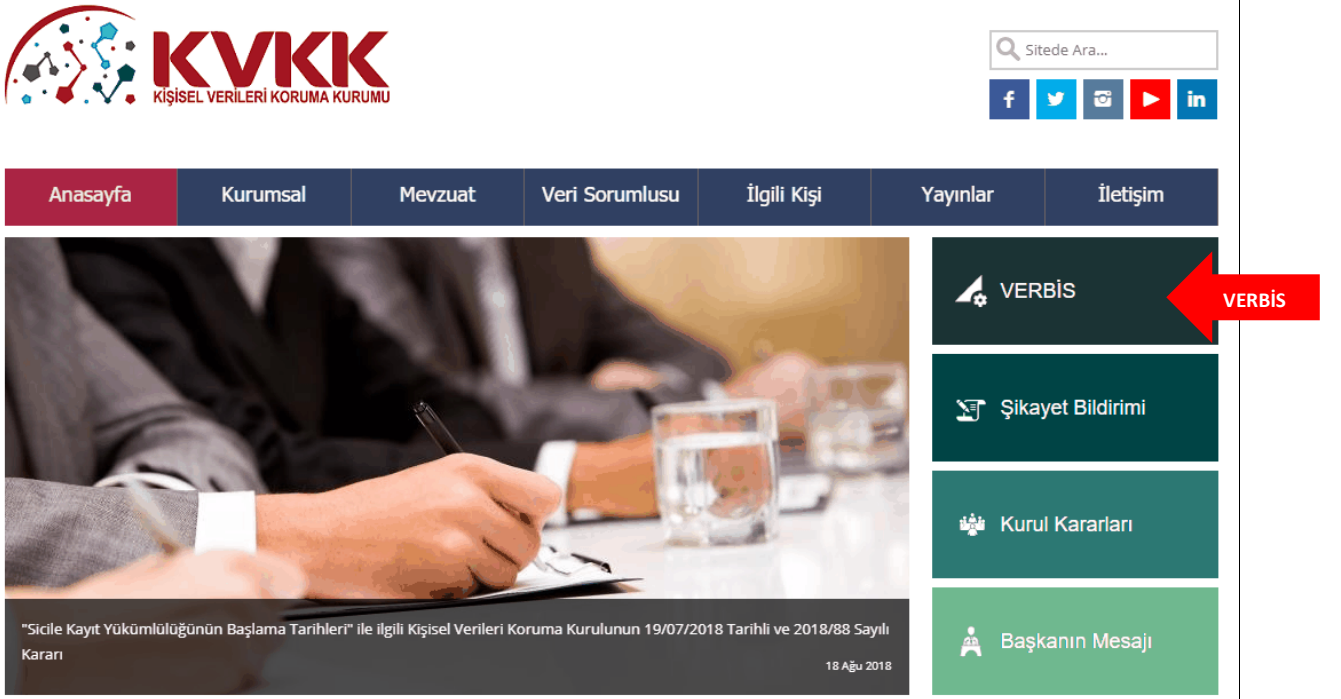 KVKK
KİŞİSEL VERİLERİ KORUMA KURUMU
Sitede Ara...
f
in
Anasayfa
Kurumsal
Mevzuat
Veri Sorumlusu
İlgili Kişi
Yayınlar
İletişim
VERBİS
VERBİS
Şikayet Bildirimi
Kurul Kararları
Başkanın Mesajı
"Sicile Kayıt Yükümlülüğünün Başlama Tarihleri" ile ilgili Kişisel Verileri Koruma Kurulunun 19/07/2018 Tarihli ve 2018/88 Sayılı
Kararı
18 Ağu 2018